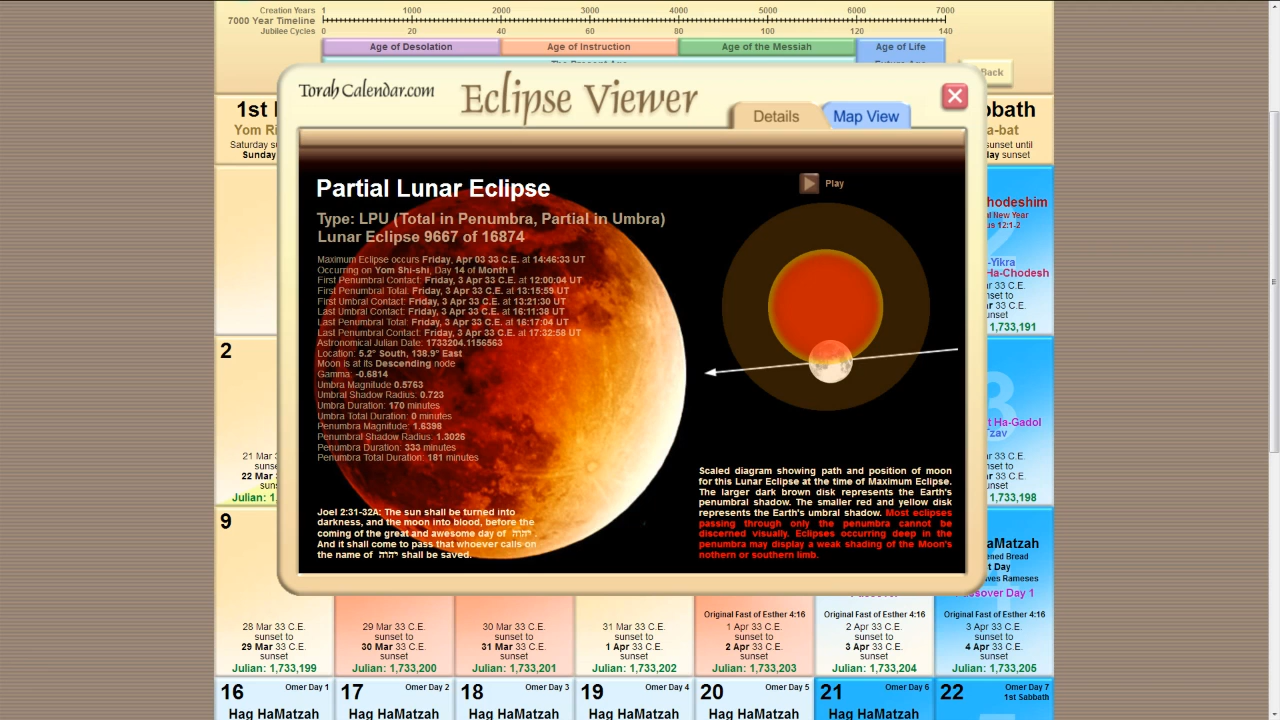 Creation Years 1 1000 2000 3000 4000 5000 6000 7000
7000 Year Timeline
Jubilee Cycles 0 20 40 60 80 100 120 140
Age of Desolation Age of Instruction Age of the Messiah Age of Life
TorahCalendar.com Eclipse Viewer
Back
Details Map View
1st
Yom
Saturday
Sunday
bbath
a-bat
sunset until
sunset
Partial Lunar Eclipse
Play
Type: LPU (Total in Penumbra, Partial in Umbra)
Lunar Eclipse 9667 of 16874
Maximum Eclipse occurs Friday, Apr 03 33 C.E. at 14:46:33 UT
Occurring on Yom Shi-shi, Day 14 of Month 1
First Penumbral Contact: Friday, 3 Apr 33 C.E. at 12:00:04 UT
First Penumbral Total: Friday, 3 Apr 33 C.E. at 13:15:59 UT
First Umbral Contact: Friday, 3 Apr 33 C.E. at 13:21:30 UT
Last Umbral Contact: Friday, 3 Apr 33 C.E. at 16:11:38 UT
Last Penumbral Total: Friday, 3 Apr 33 C.E. at 16:17:04 UT
Last Penumbral Contact: Friday, 3 Apr 33 C.E. at 17:32:58 UT
Astronomical Julian Date: 1733204.1156563
Location: 5.2° South, 138.9° East
Moon is at its Descending node
Gamma: -0.6814
Umbra Magnitude 0.5763
Umbral Shadow Radius: 0.723
Umbra Duration: 170 minutes
Umbra Total Duration: 0 minutes
Penumbra Magnitude: 1.6398
Penumbral Shadow Radius: 1.3026
Penumbra Duration: 333 minutes
Penumbra Total Duration: 181 minutes
Joel 2:31-32A: The sun shall be turned into
darkness, and the moon into blood, before the
coming of the great and awesome day of יהוה.
And it shall come to pass that whoever calls on
the name of יהוה shall be saved.
Scaled diagram showing path and position of moon
for this Lunar Eclipse at the time of Maximum Eclipse.
The larger dark brown disk represents the Earth's
penumbral shadow. The smaller red and yellow disk
represents the Earth's umbral shadow. Most eclipses
passing through only the penumbra cannot be
discerned visually. Eclipses occurring deep in the
penumbra may display a weak shading of the Moon's
nothern or southern limb.
hodeshim
New Year
12:1-2
-Yikra
Ha-Chodesh
33 C.E.
sunset to
33 C.E.
sunset
1,733,191
2
21 Mar
22 Mar
Julian: 1,
3
Ha-Gadol
Tzav
33 C.E.
sunset to
33 C.E.
sunset
1,733,198
9
HaMatzah
Bread
Day
Rameses
Passover Day 1
Original Fast of Esther 4:16 Original Fast of Esther 4:16 Original Fast of Esther 4:16
28 Mar 33 C.E. 29 Mar 33 C.E. 30 Mar 33 C.E. 31 Mar 33 C.E. 1 Apr 33 C.E. 2 Apr 33 C.E. 3 Apr 33 C.E.
sunset to sunset to sunset to sunset to sunset to sunset to sunset to
29 Mar 33 C.E. 30 Mar 33 C.E. 31 Mar 33 C.E. 1 Apr 33 C.E. 2 Apr 33 C.E. 3 Apr 33 C.E. 4 Apr 33 C.E.
sunset sunset sunset sunset sunset sunset sunset
Julian: 1,733,199 Julian: 1,733,200 Julian: 1,733,201 Julian: 1,733,202 Julian: 1,733,203 Julian: 1,733,204 Julian: 1,733,205
16 Omer Day 1 17 Omer Day 2 18 Omer Day 3 19 Omer Day 4 20 Omer Day 5 21 Omer Day 6 22 Omer Day 7
1st Sabbath
Hag HaMatzah Hag HaMatzah Hag HaMatzah Hag HaMatzah Hag HaMatzah Hag HaMatzah Hag HaMatzah